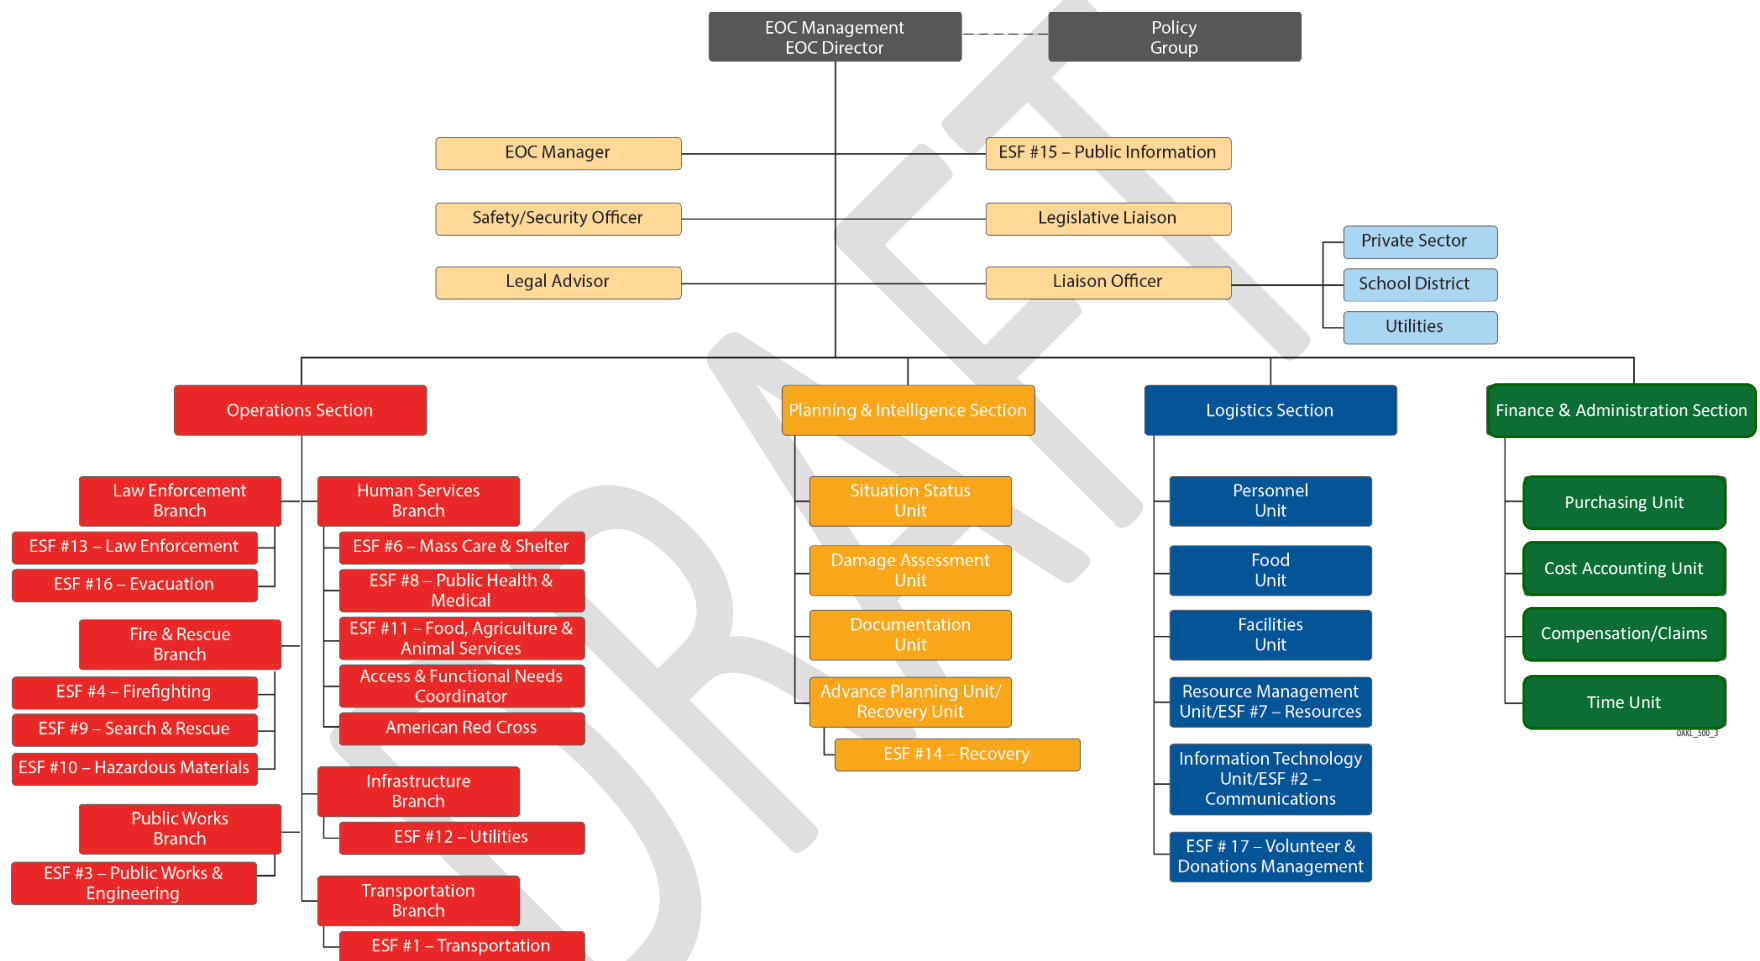 EOC Management
EOC Director
Policy
Group
EOC Manager
ESF #15 – Public Information
Safety/Security Officer
Legislative Liaison
Legal Advisor
Liaison Officer
Private Sector
School District
Utilities
Operations Section
Planning & Intelligence Section
Logistics Section
Finance & Administration Section
Law Enforcement
Branch
ESF #13 – Law Enforcement
ESF #16 – Evacuation
Fire & Rescue
Branch
ESF #4 – Firefighting
ESF #9 – Search & Rescue
ESF #10 – Hazardous Materials
Public Works
Branch
ESF #3 – Public Works &
Engineering
Human Services
Branch
ESF #6 – Mass Care & Shelter
ESF #8 – Public Health &
Medical
ESF #11 – Food, Agriculture &
Animal Services
Access & Functional Needs
Coordinator
American Red Cross
Infrastructure
Branch
ESF #12 – Utilities
Transportation
Branch
ESF #1 – Transportation
Situation Status
Unit
Damage Assessment
Unit
Documentation
Unit
Advance Planning Unit/
Recovery Unit
ESF #14 – Recovery
Personnel
Unit
Food
Unit
Facilities
Unit
Resource Management
Unit/ESF #7 – Resources
Information Technology
Unit/ESF #2 –
Communications
ESF # 17 – Volunteer &
Donations Management
Purchasing Unit
Cost Accounting Unit
Compensation/Claims
Time Unit
OAKL_500_3
DRAFT